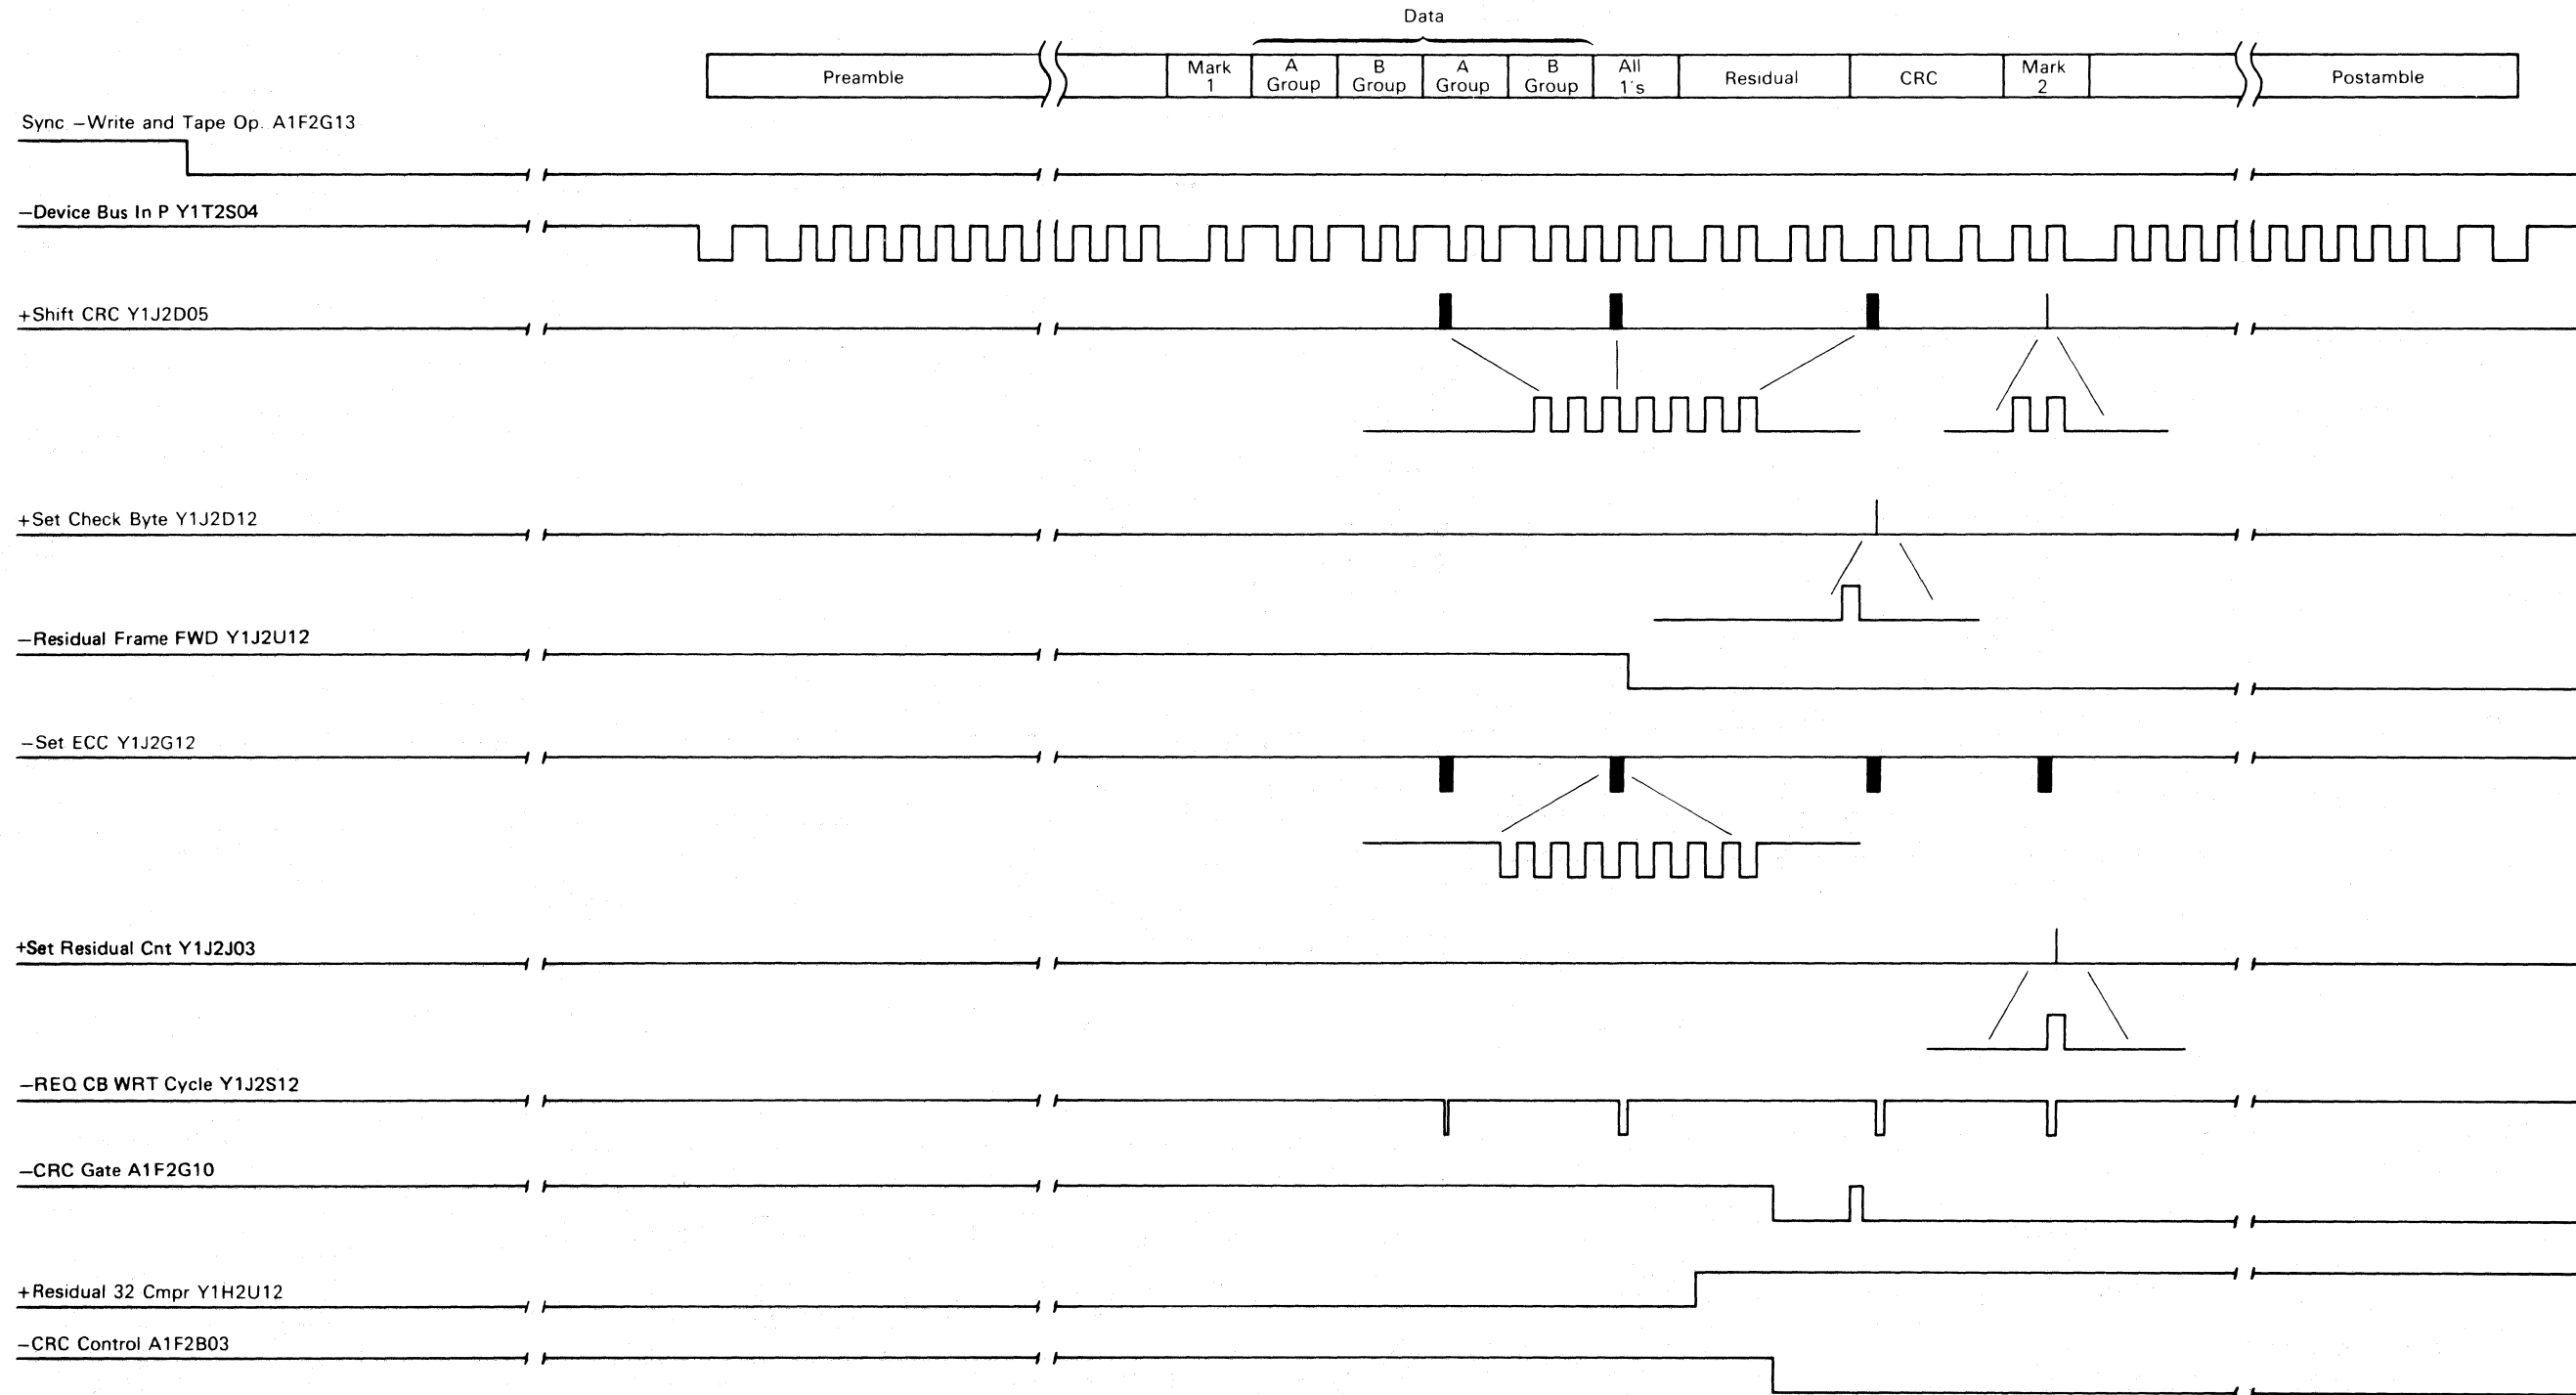 Data
Preamble
Mark
1
A
Group
B
Group
A
Group
B
Group
All
1's
Residual
CRC
Mark
2
Postamble
Sync —Write and Tape Op. A1F2G13
—Device Bus In P Y1T2S04
+Shift CRC Y1J2D05
+Set Check Byte Y1J2D12
—Residual Frame FWD Y1J2U12
—Set ECC Y1J2G12
+Set Residual Cnt Y1J2J03
—REQ CB WRT Cycle Y1J2S12
—CRC Gate A1F2G10
+Residual 32 Cmpr Y1H2U12
—CRC Control A1F2B03